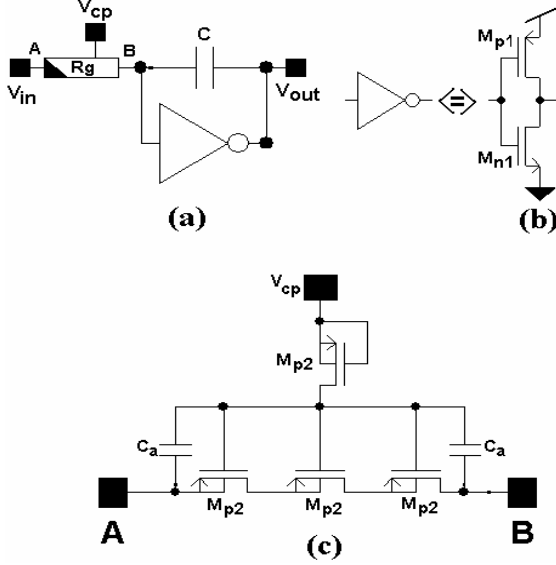 Vcp
A
B
C
Rg
Vin
Vout
Mp1
<=>
Mn1
(a)
(b)
Vcp
Mp2
Ca
Ca
Mp2
Mp2
Mp2
A
B
(c)